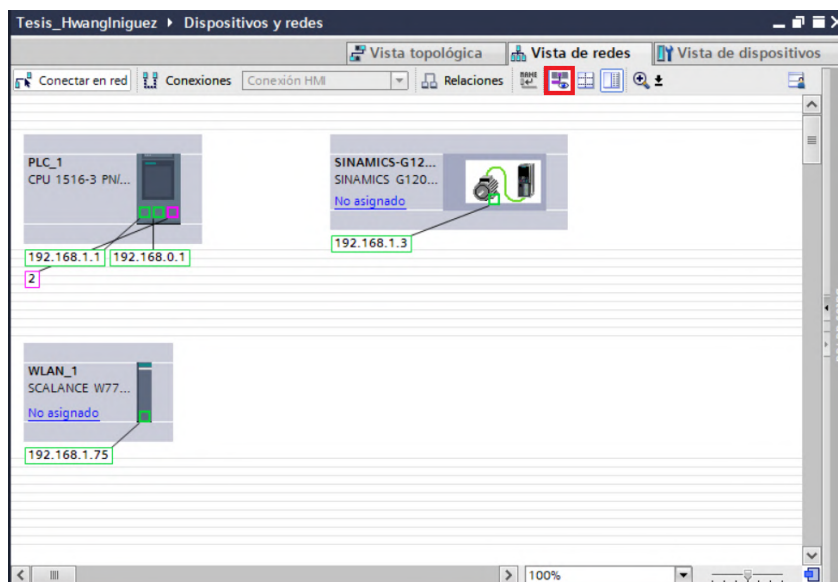 Tesis_HwangIniguez ▸ Dispositivos y redes
Vista topológica
Vista de redes
Vista de dispositivos
Conectar en red
Conexiones
Conexión HMI
Relaciones
PLC_1
CPU 1516-3 PN/...
192.168.1.1
192.168.0.1
2
SINAMICS-G12...
SINAMICS G120...
No asignado
192.168.1.3
WLAN_1
SCALANCE W77...
No asignado
192.168.1.75
100%